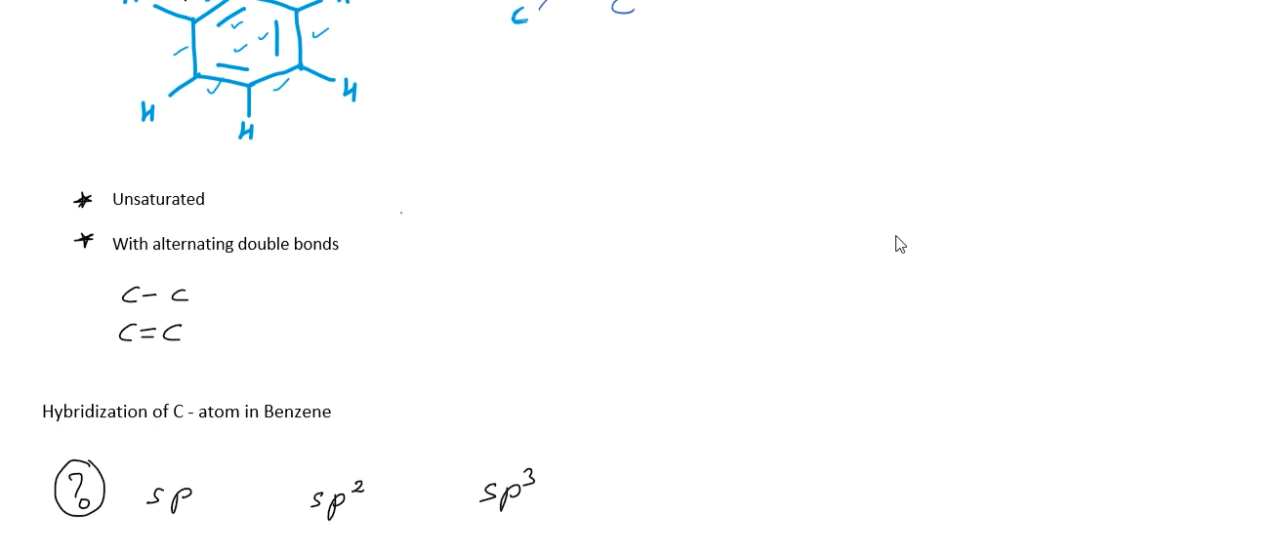 C C
H
H
H
Unsaturated
With alternating double bonds
C - C
C = C
Hybridization of C - atom in Benzene
? sp sp² sp³